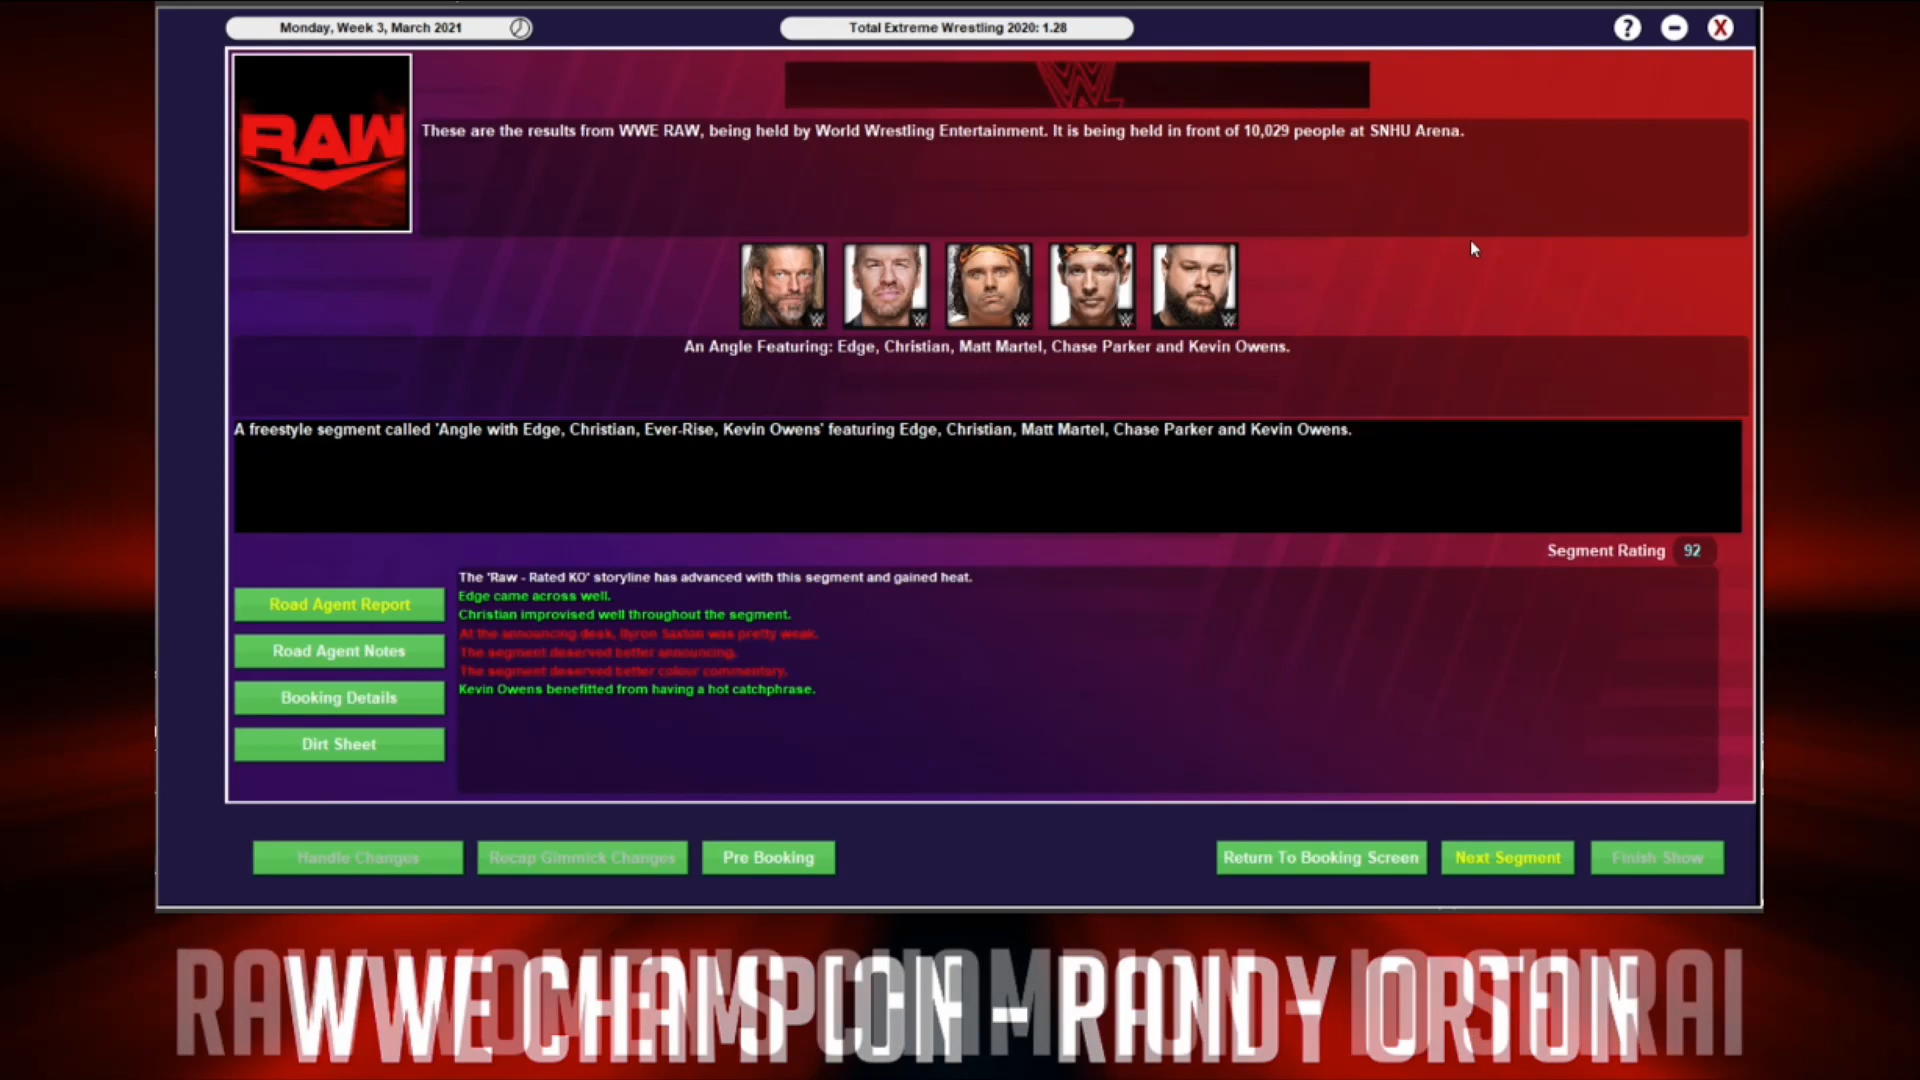 Monday, Week 3, March 2021
Total Extreme Wrestling 2020: 1.28
?
X
RAW
These are the results from WWE RAW, being held by World Wrestling Entertainment. It is being held in front of 10,029 people at SNHU Arena.
An Angle Featuring: Edge, Christian, Matt Martel, Chase Parker and Kevin Owens.
A freestyle segment called 'Angle with Edge, Christian, Ever-Rise, Kevin Owens' featuring Edge, Christian, Matt Martel, Chase Parker and Kevin Owens.
Segment Rating 92
Road Agent Report
Road Agent Notes
Booking Details
Dirt Sheet
The 'Raw - Rated KO' storyline has advanced with this segment and gained heat.
Edge came across well.
Christian improvised well throughout the segment.
At the announcing desk, Byron Saxton was pretty weak.
The segment deserved better announcing.
The segment deserved better colour commentary.
Kevin Owens benefitted from having a hot catchphrase.
Handle Changes
Recap Gimmick Changes
Pre Booking
Return To Booking Screen
Next Segment
Finish Show
WWE CHAMPION - RANDY ORTON